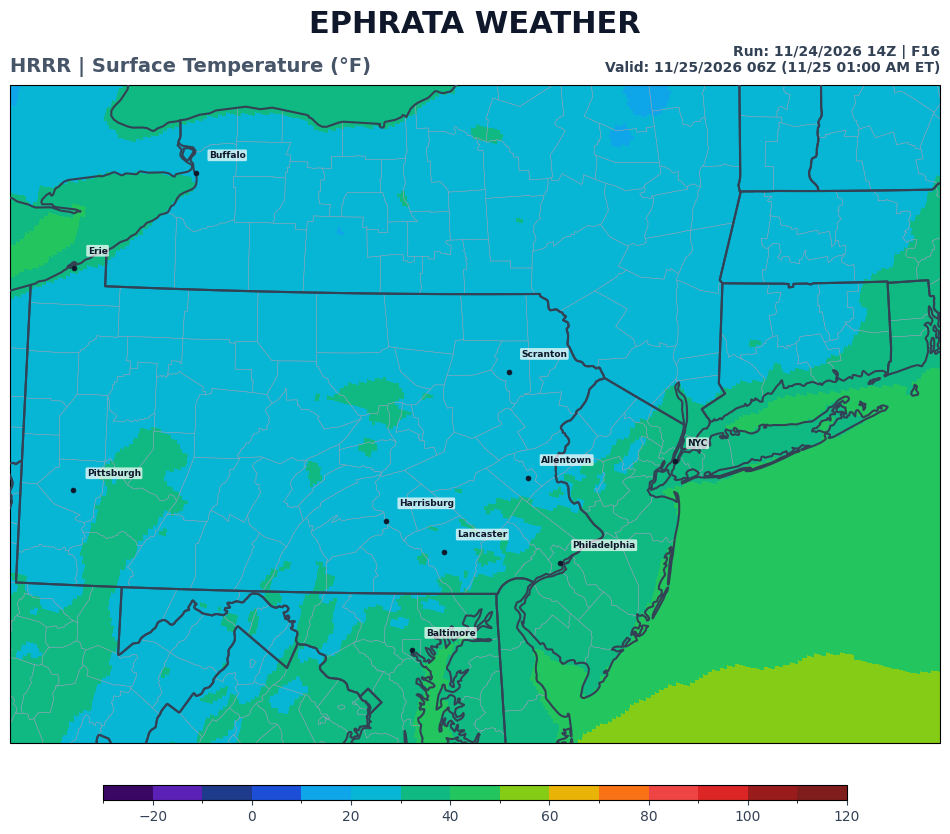 EPHRATA WEATHER
HRRR | Surface Temperature (°F)
Run: 11/24/2026 14Z | F16
Valid: 11/25/2026 06Z (11/25 01:00 AM ET)
Buffalo
Erie
Scranton
NYC
Pittsburgh
Allentown
Harrisburg
Lancaster
Philadelphia
Baltimore
−20 0 20 40 60 80 100 120